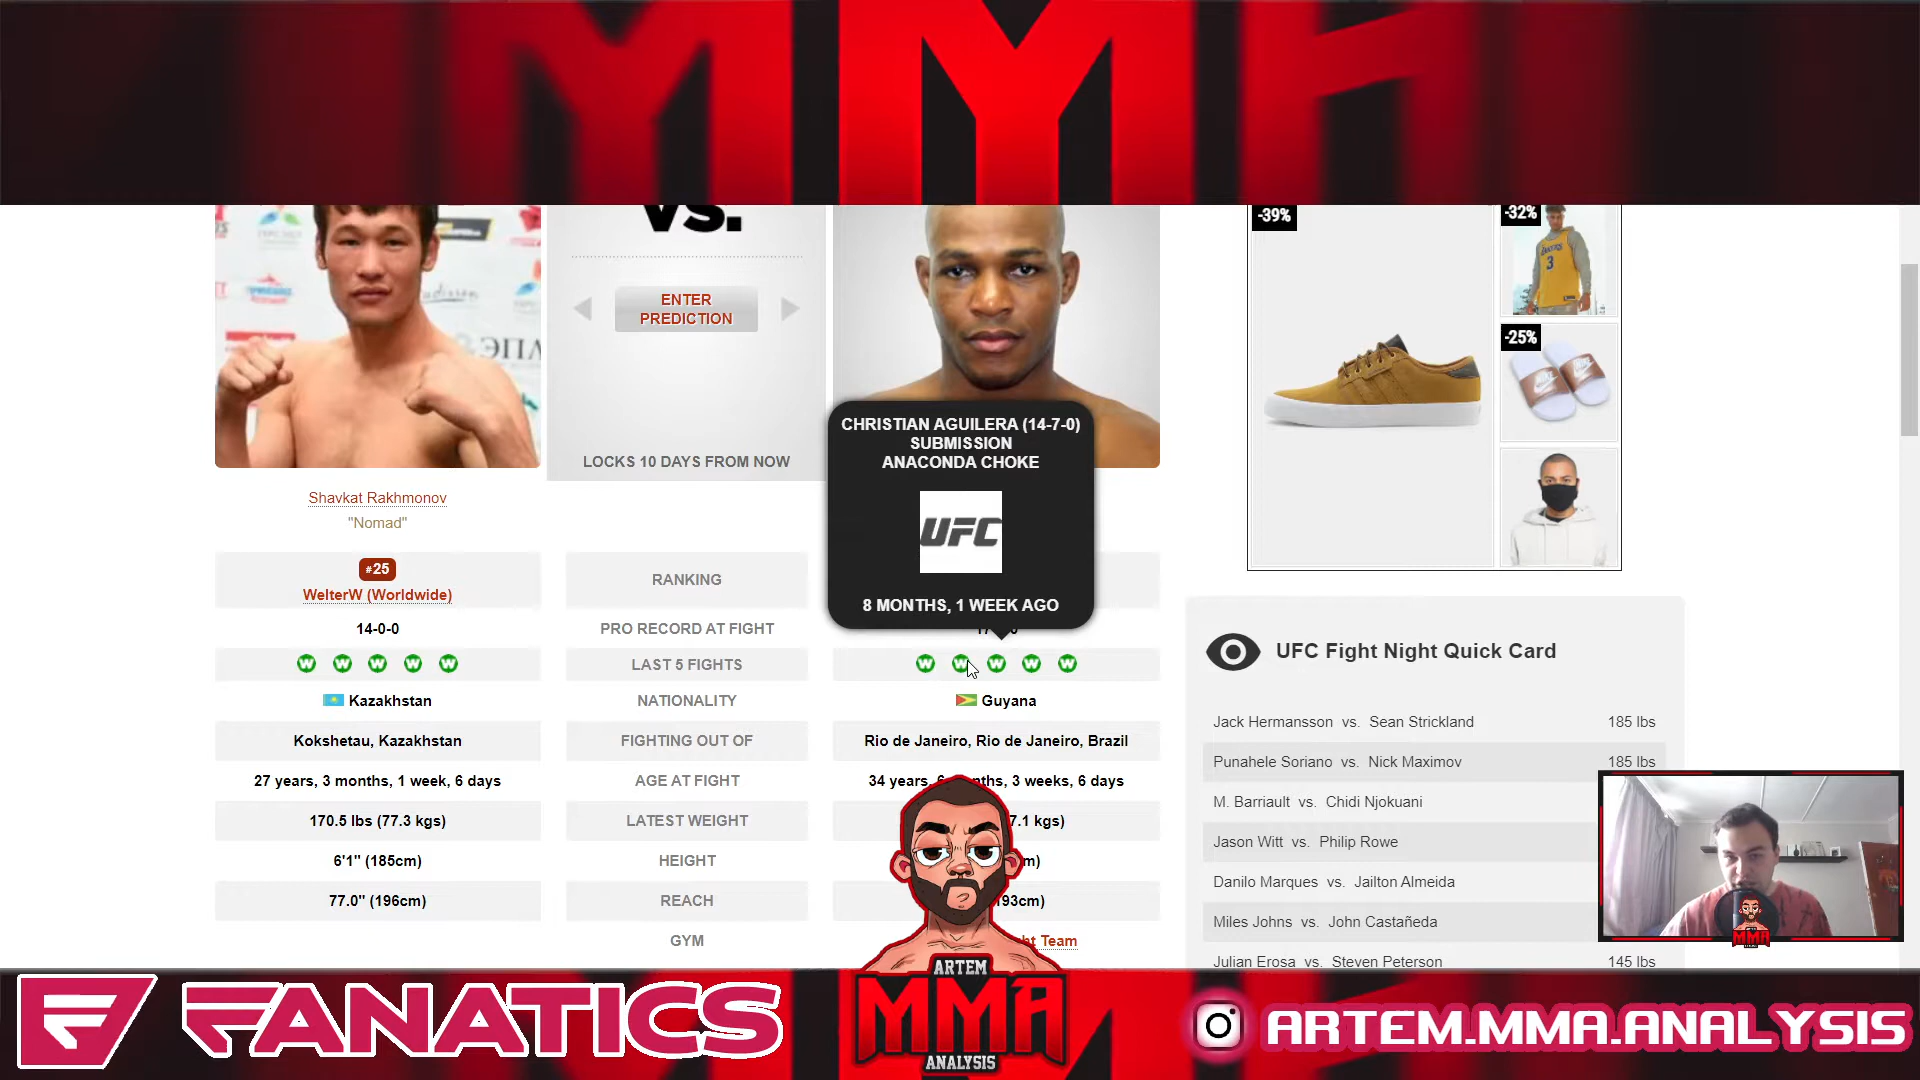 MMA
VS.
ENTER
PREDICTION
LOCKS 10 DAYS FROM NOW
ЭПЛ
CHRISTIAN AGUILERA (14-7-0)
SUBMISSION
ANACONDA CHOKE
UFC
8 MONTHS, 1 WEEK AGO
-39%
-32%
LAKERS
3
-25%
Shavkat Rakhmonov
"Nomad"
#25
WelterW (Worldwide)
RANKING
14-0-0
PRO RECORD AT FIGHT
W W W W W
LAST 5 FIGHTS
W W W W W
Kazakhstan
NATIONALITY
Guyana
Kokshetau, Kazakhstan
FIGHTING OUT OF
Rio de Janeiro, Rio de Janeiro, Brazil
27 years, 3 months, 1 week, 6 days
AGE AT FIGHT
34 years, 3 weeks, 6 days
170.5 lbs (77.3 kgs)
LATEST WEIGHT
7.1 kgs)
6'1" (185cm)
HEIGHT
77.0" (196cm)
REACH
193cm)
GYM
ht Team
UFC Fight Night Quick Card
Jack Hermansson vs. Sean Strickland 185 lbs
Punahele Soriano vs. Nick Maximov 185 lbs
M. Barriault vs. Chidi Njokuani
Jason Witt vs. Philip Rowe
Danilo Marques vs. Jailton Almeida
Miles Johns vs. John Castañeda
Julian Erosa vs. Steven Peterson 145 lbs
MMA
FANATICS
ARTEM
MMA
ANALYSIS
ARTEM.MMA.ANALYSIS